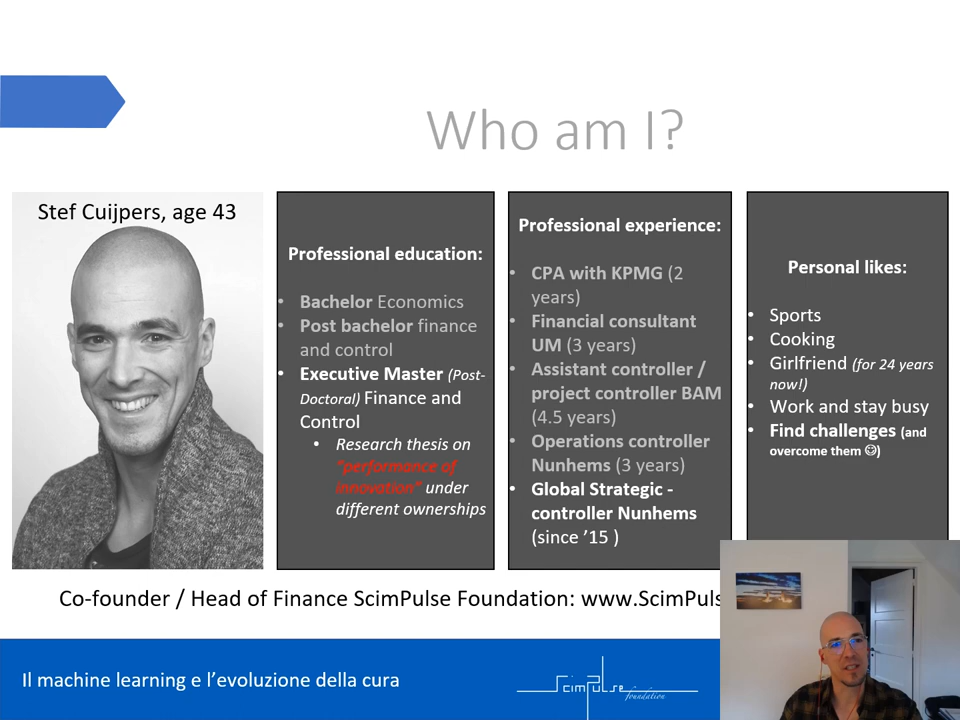 Who am I?
Stef Cuijpers, age 43
Professional education:
• Bachelor Economics
• Post bachelor finance
and control
• Executive Master (Post-
Doctoral) Finance and
Control
• Research thesis on
“performance of
innovation” under
different ownerships
Professional experience:
• CPA with KPMG (2
years)
• Financial consultant
UM (3 years)
• Assistant controller /
project controller BAM
(4.5 years)
• Operations controller
Nunhems (3 years)
• Global Strategic -
controller Nunhems
(since ’15 )
Personal likes:
• Sports
• Cooking
• Girlfriend (for 24 years
now!)
• Work and stay busy
• Find challenges (and
overcome them ☺)
Co-founder / Head of Finance ScimPulse Foundation: www.ScimPuls
Il machine learning e l’evoluzione della cura
scimpulse
foundation